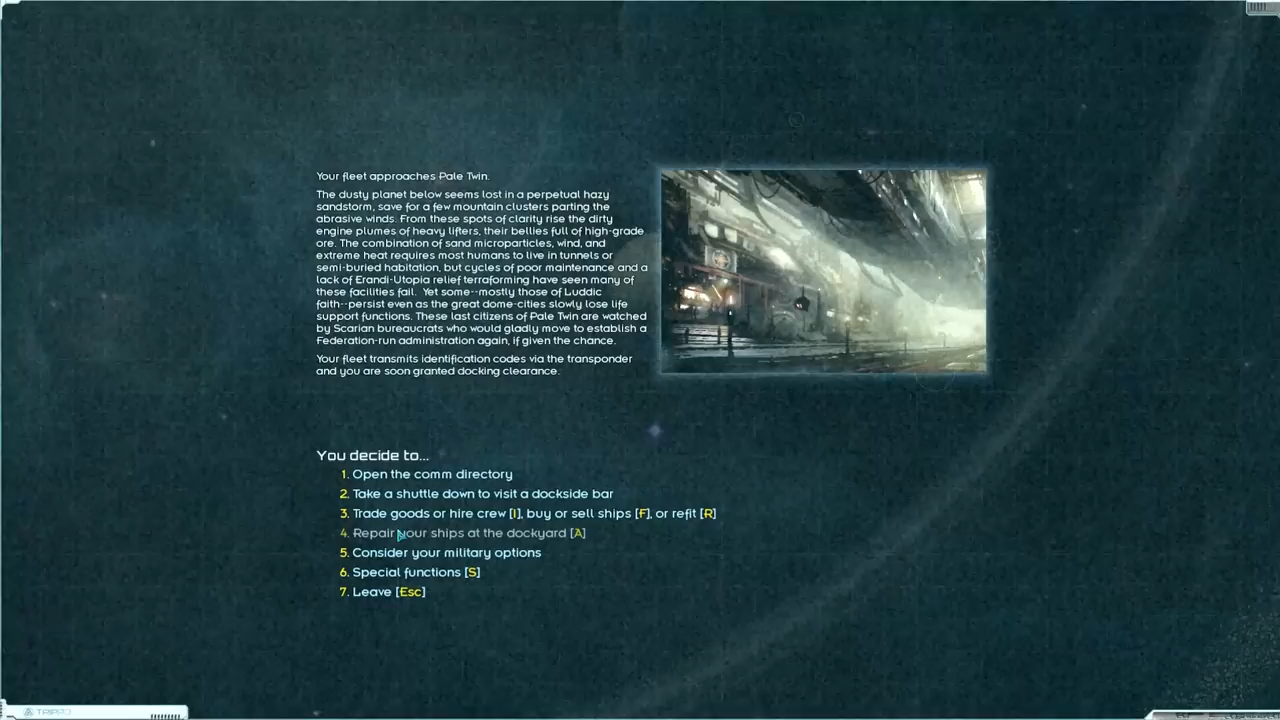 Your fleet approaches Pale Twin.
The dusty planet below seems lost in a perpetual hazy
sandstorm, save for a few mountain clusters parting the
abrasive winds. From these spots of clarity rise the dirty
engine plumes of heavy lifters, their bellies full of high-grade
ore. The combination of sand microparticles, wind, and
extreme heat requires most humans to live in tunnels or
semi-buried habitation, but cycles of poor maintenance and a
lack of Erandi-Utopia relief terraforming have seen many of
these facilities fail.  Yet some--mostly those of Luddic
faith--persist even as the great dome-cities slowly lose life
support functions. These last citizens of Pale Twin are watched
by Scarian bureaucrats who would gladly move to establish a
Federation-run administration again, if given the chance.
Your fleet transmits identification codes via the transponder
and you are soon granted docking clearance.
You decide to...
1. Open the comm directory
2. Take a shuttle down to visit a dockside bar
3. Trade goods or hire crew [I], buy or sell ships [F], or refit [R]
4. Repair your ships at the dockyard [A]
5. Consider your military options
6. Special functions [S]
7. Leave [Esc]